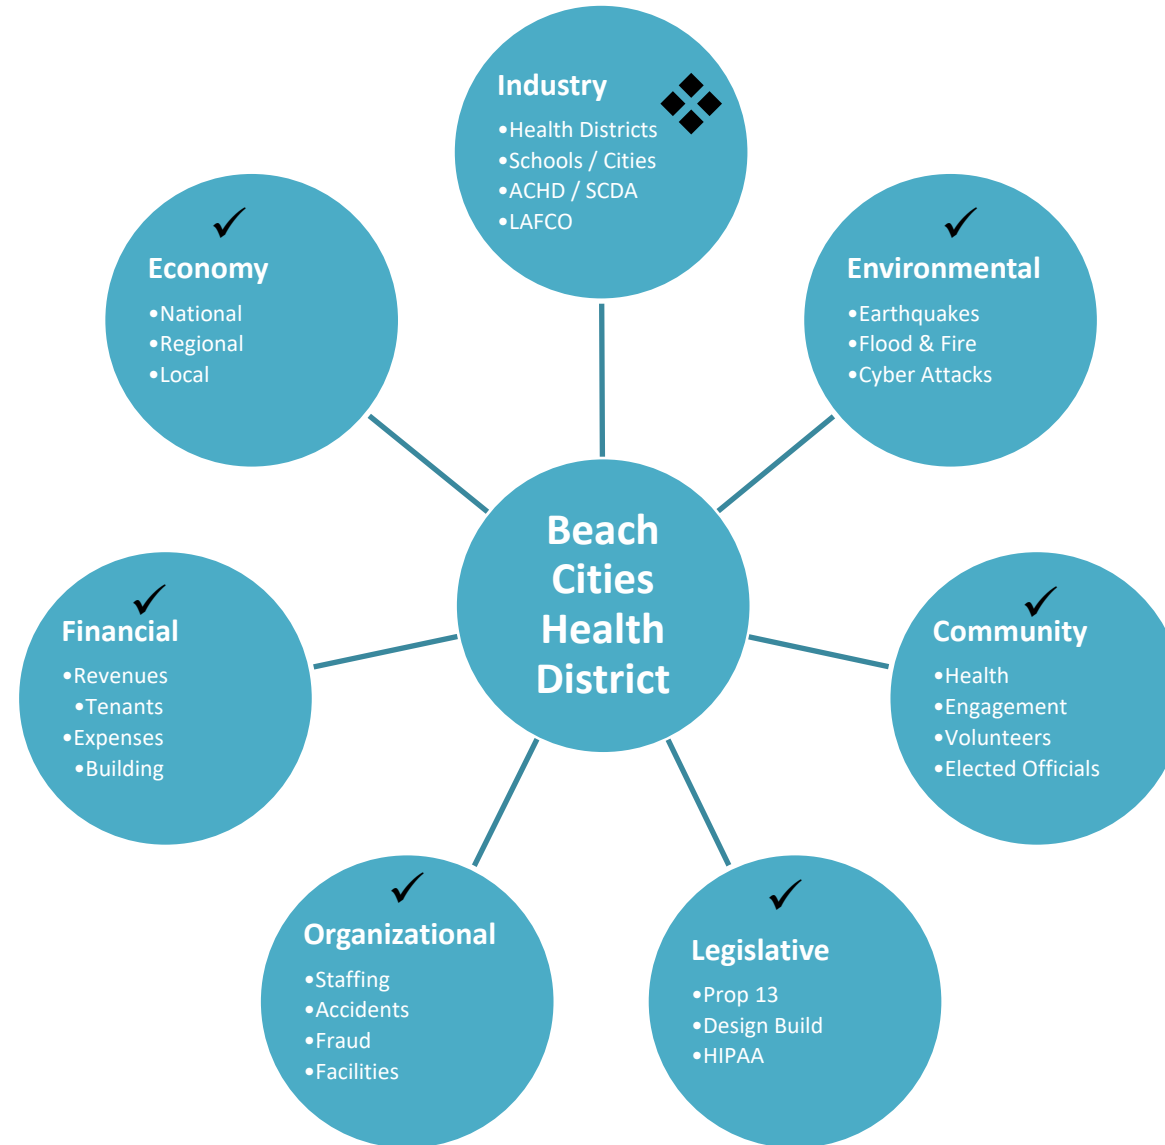 Industry
•Health Districts
•Schools / Cities
•ACHD / SCDA
•LAFCO
Economy
•National
•Regional
•Local
Environmental
•Earthquakes
•Flood & Fire
•Cyber Attacks
Beach
Cities
Health
District
Financial
•Revenues
•Tenants
•Expenses
•Building
Community
•Health
•Engagement
•Volunteers
•Elected Officials
Organizational
•Staffing
•Accidents
•Fraud
•Facilities
Legislative
•Prop 13
•Design Build
•HIPAA